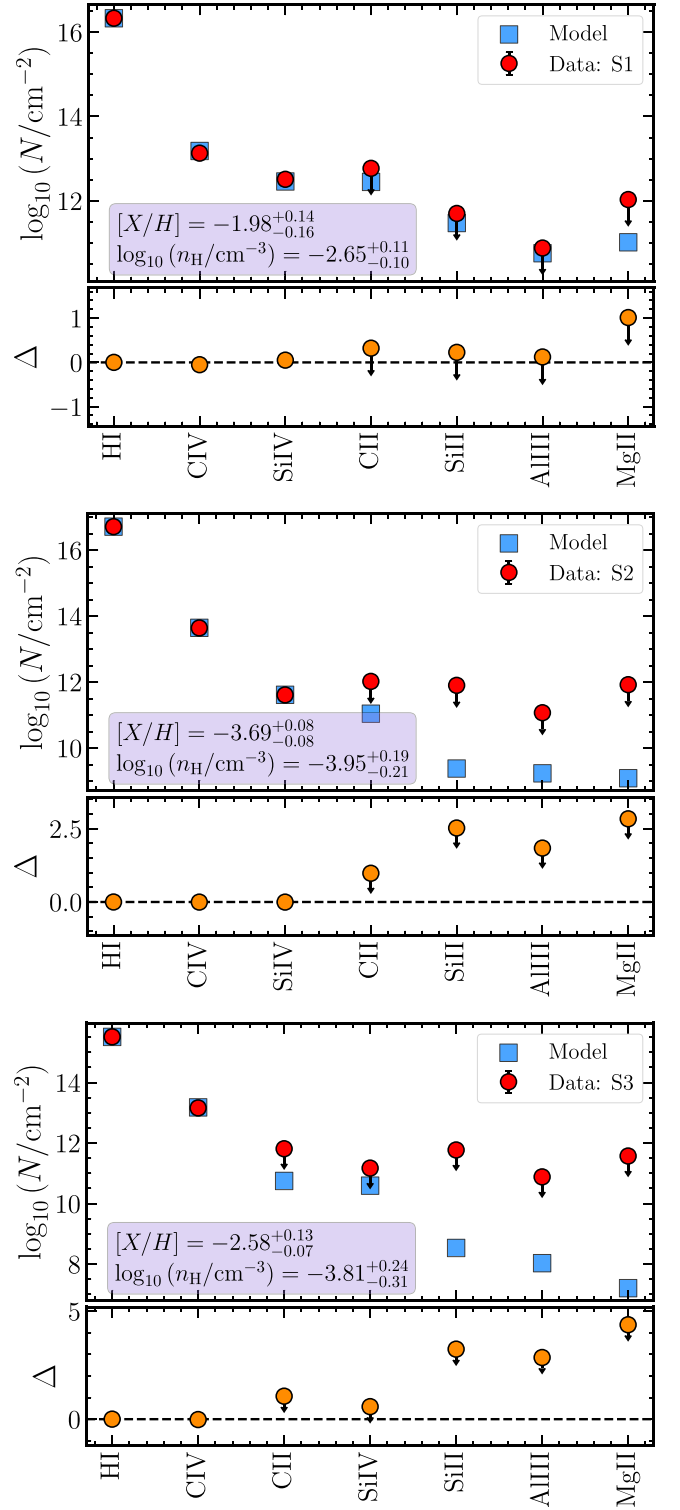 16
14
12
log₁₀ (N/cm⁻²)
Model
Data: S1
[X/H] = −1.98 +0.14 −0.16
log₁₀ (n_H/cm⁻³) = −2.65 +0.11 −0.10
1
0
−1
Δ
HI
CIV
SiIV
CII
SiII
AlIII
MgII
16
14
12
10
log₁₀ (N/cm⁻²)
Model
Data: S2
[X/H] = −3.69 +0.08 −0.08
log₁₀ (n_H/cm⁻³) = −3.95 +0.19 −0.21
2.5
0.0
Δ
HI
CIV
SiIV
CII
SiII
AlIII
MgII
14
12
10
8
log₁₀ (N/cm⁻²)
Model
Data: S3
[X/H] = −2.58 +0.13 −0.07
log₁₀ (n_H/cm⁻³) = −3.81 +0.24 −0.31
5
0
Δ
HI
CIV
CII
SiIV
SiII
AlIII
MgII